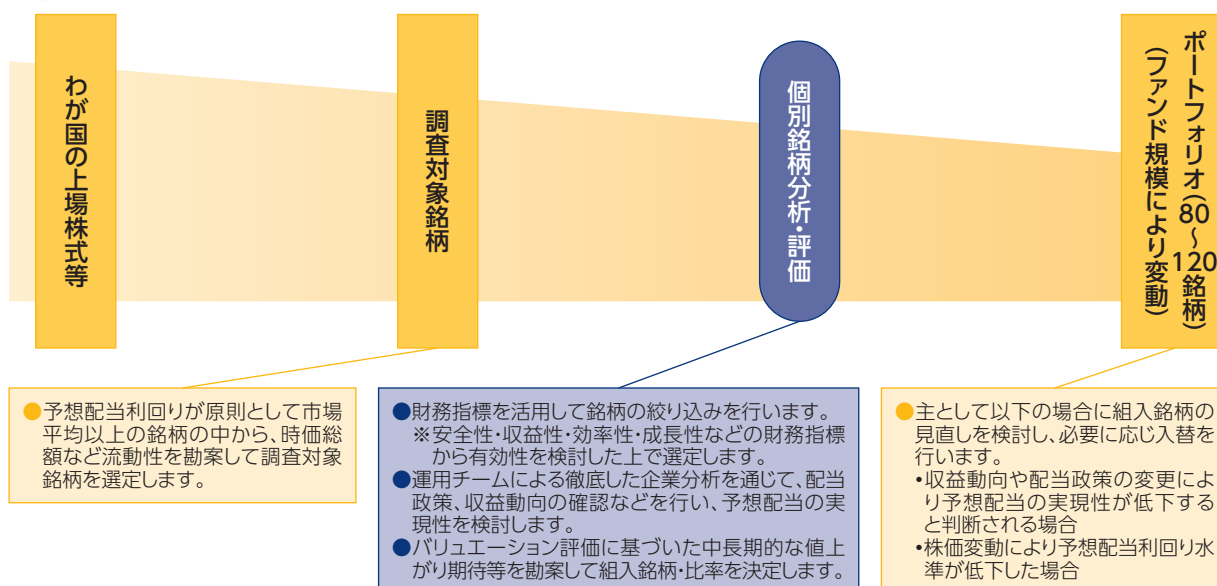 わが国の上場株式等
調査対象銘柄
個別銘柄分析・評価
ポートフォリオ(80～120銘柄)
(ファンド規模により変動)
●予想配当利回りが原則として市場
平均以上の銘柄の中から、時価総
額など流動性を勘案して調査対象
銘柄を選定します。
●財務指標を活用して銘柄の絞り込みを行います。
※安全性・収益性・効率性・成長性などの財務指標
から有効性を検討した上で選定します。
●運用チームによる徹底した企業分析を通じて、配当
政策、収益動向の確認などを行い、予想配当の実
現性を検討します。
●バリュエーション評価に基づいた中長期的な値上
がり期待等を勘案して組入銘柄・比率を決定します。
●主として以下の場合に組入銘柄の
見直しを検討し、必要に応じ入替を
行います。
•収益動向や配当政策の変更によ
り予想配当の実現性が低下する
と判断される場合
•株価変動により予想配当利回り水
準が低下した場合